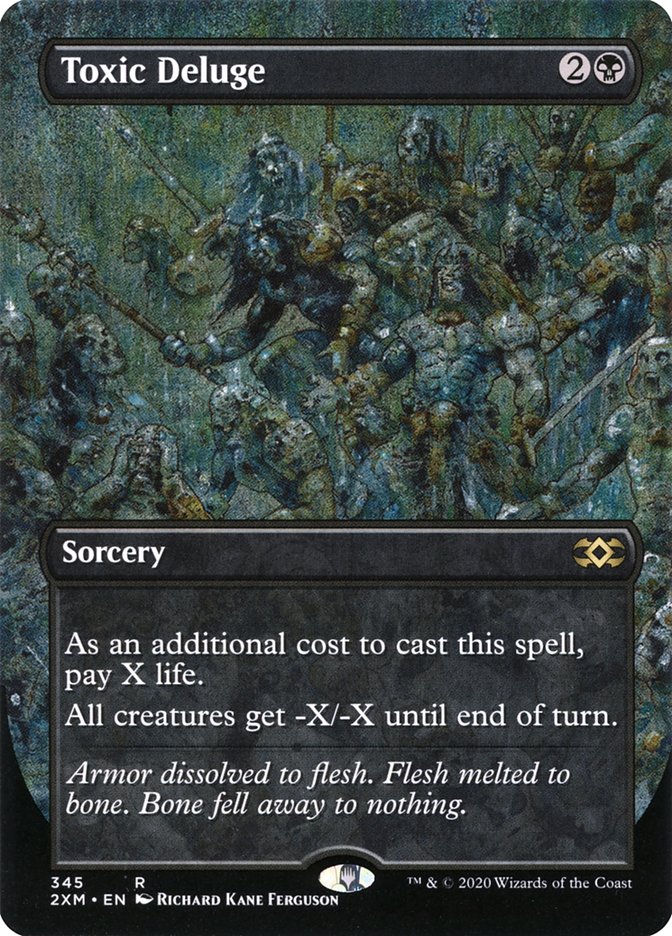 Toxic Deluge 2
Sorcery
As an additional cost to cast this spell,
pay X life.
All creatures get -X/-X until end of turn.
Armor dissolved to flesh. Flesh melted to
bone. Bone fell away to nothing.
345 R
2XM • EN RICHARD KANE FERGUSON
™ & © 2020 Wizards of the Coast